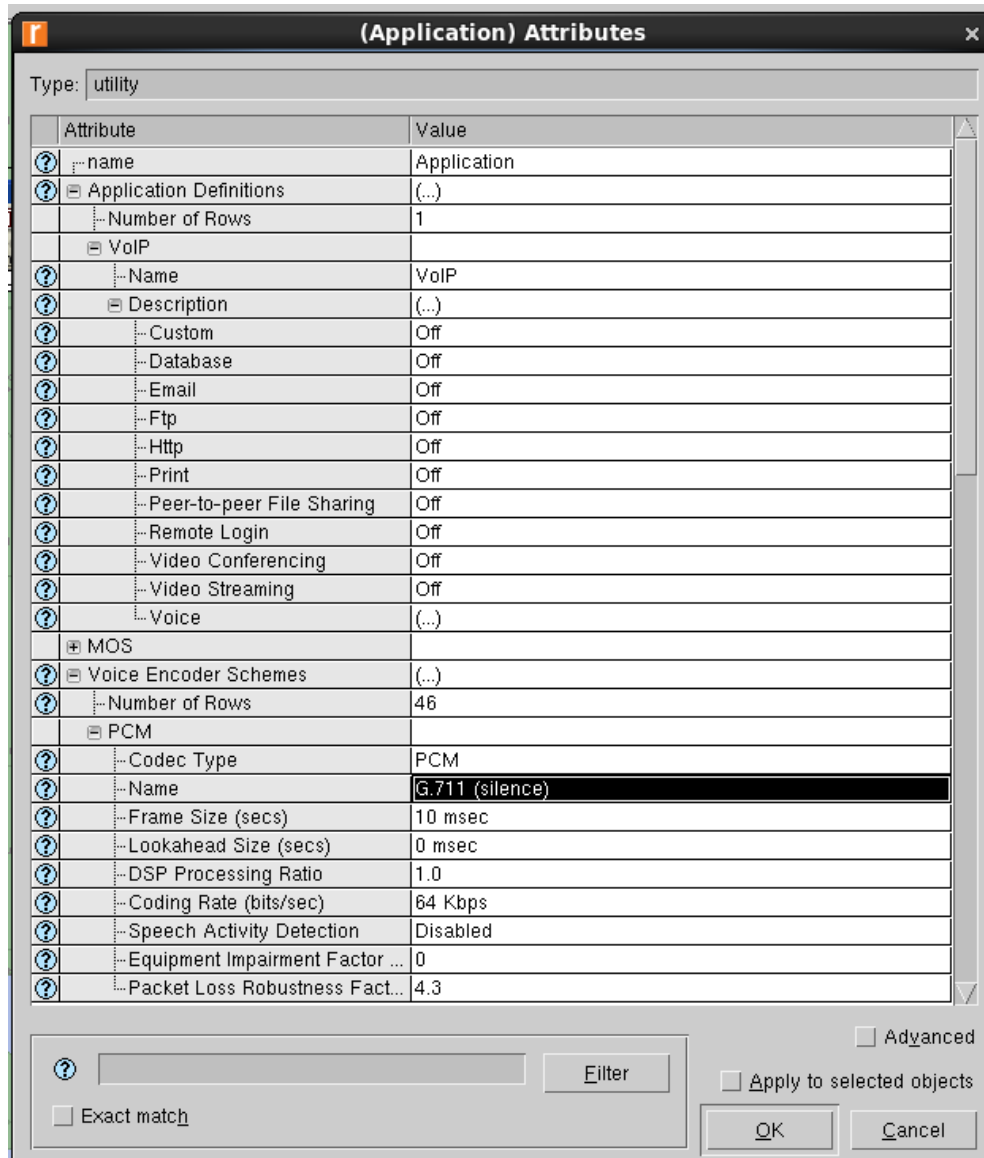 r (Application) Attributes ×
Type: utility
Attribute Value
? name Application
? Application Definitions (...)
Number of Rows 1
VoIP
? Name VoIP
? Description (...)
? Custom Off
? Database Off
? Email Off
? Ftp Off
? Http Off
? Print Off
? Peer-to-peer File Sharing Off
? Remote Login Off
? Video Conferencing Off
? Video Streaming Off
? Voice (...)
MOS
? Voice Encoder Schemes (...)
? Number of Rows 46
PCM
? Codec Type PCM
? Name G.711 (silence)
? Frame Size (secs) 10 msec
? Lookahead Size (secs) 0 msec
? DSP Processing Ratio 1.0
? Coding Rate (bits/sec) 64 Kbps
? Speech Activity Detection Disabled
? Equipment Impairment Factor ... 0
? Packet Loss Robustness Fact... 4.3
Advanced
? Filter
Apply to selected objects
Exact match
OK Cancel